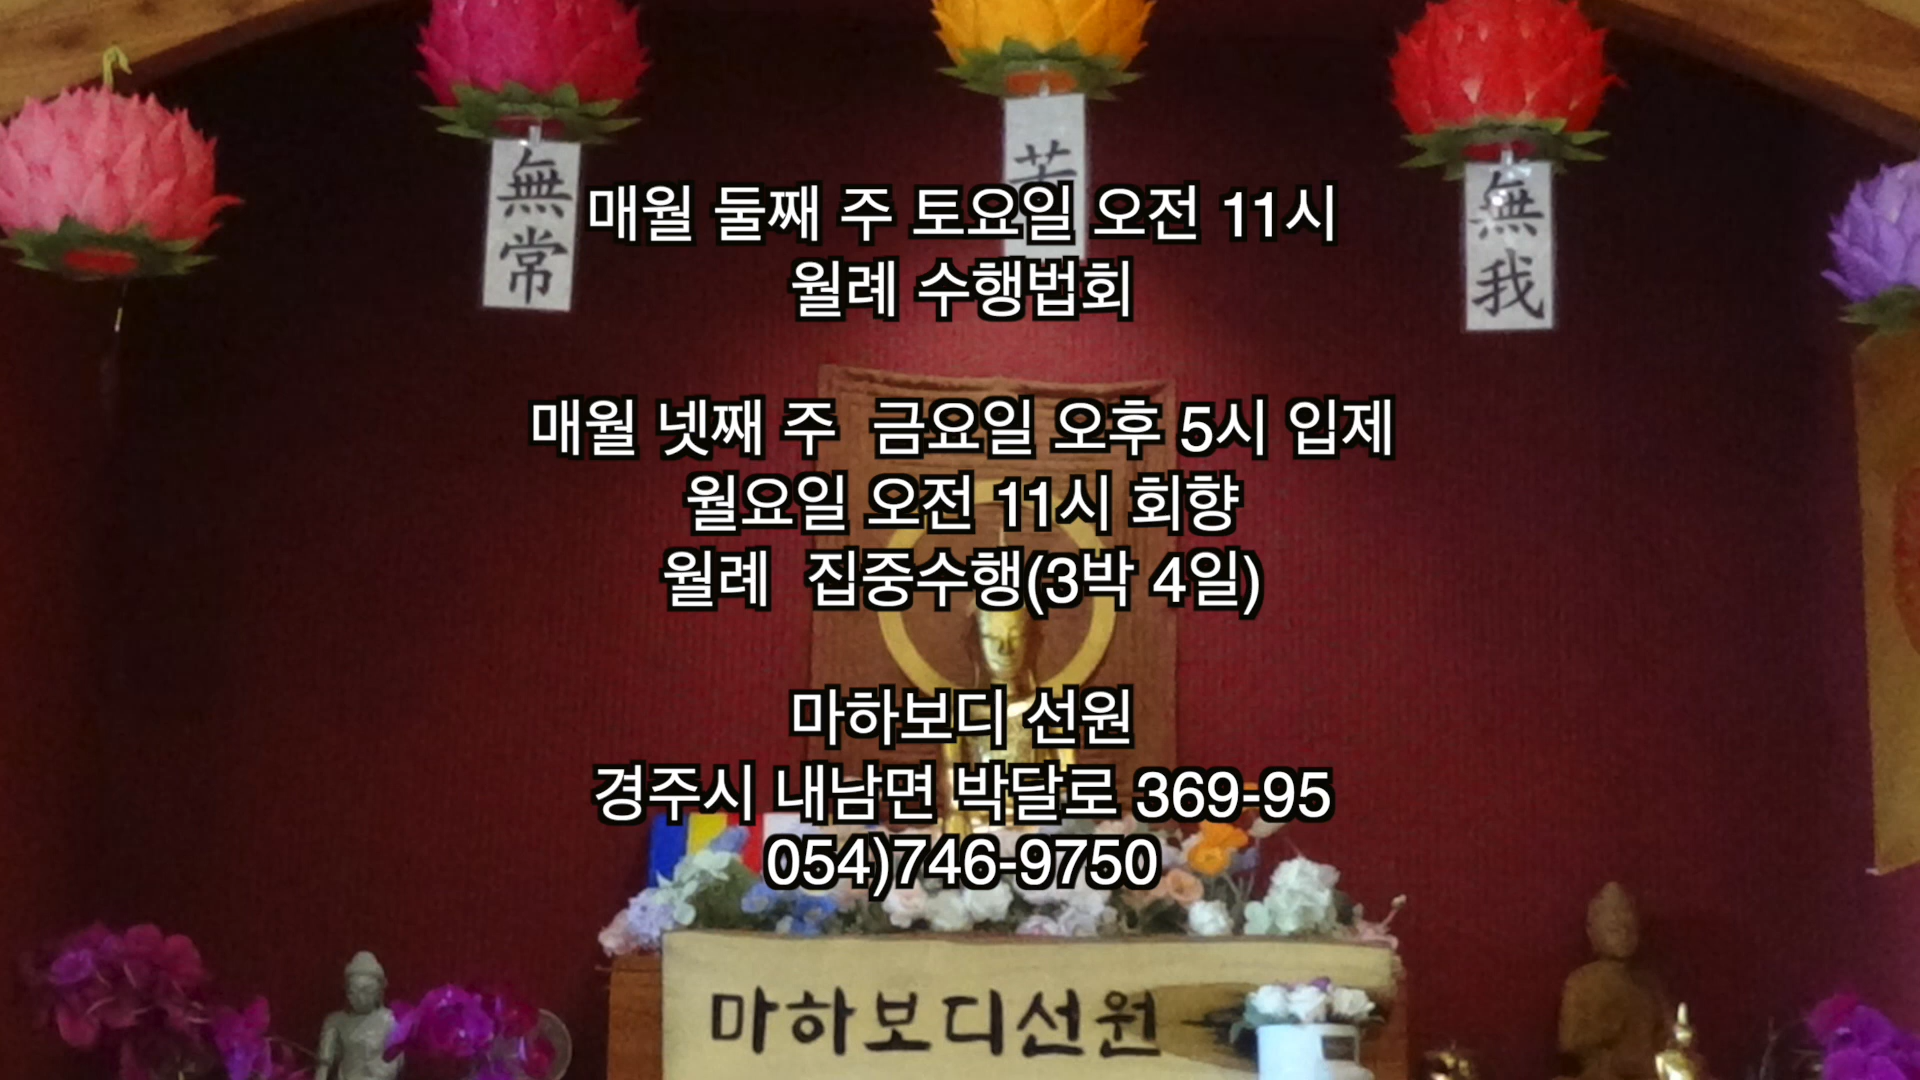 無常
苦
無我
매월 둘째 주 토요일 오전 11시
월례 수행법회
매월 넷째 주  금요일 오후 5시 입제
월요일 오전 11시 회향
월례  집중수행(3박 4일)
마하보디 선원
경주시 내남면 박달로 369-95
054)746-9750
마하보디선원